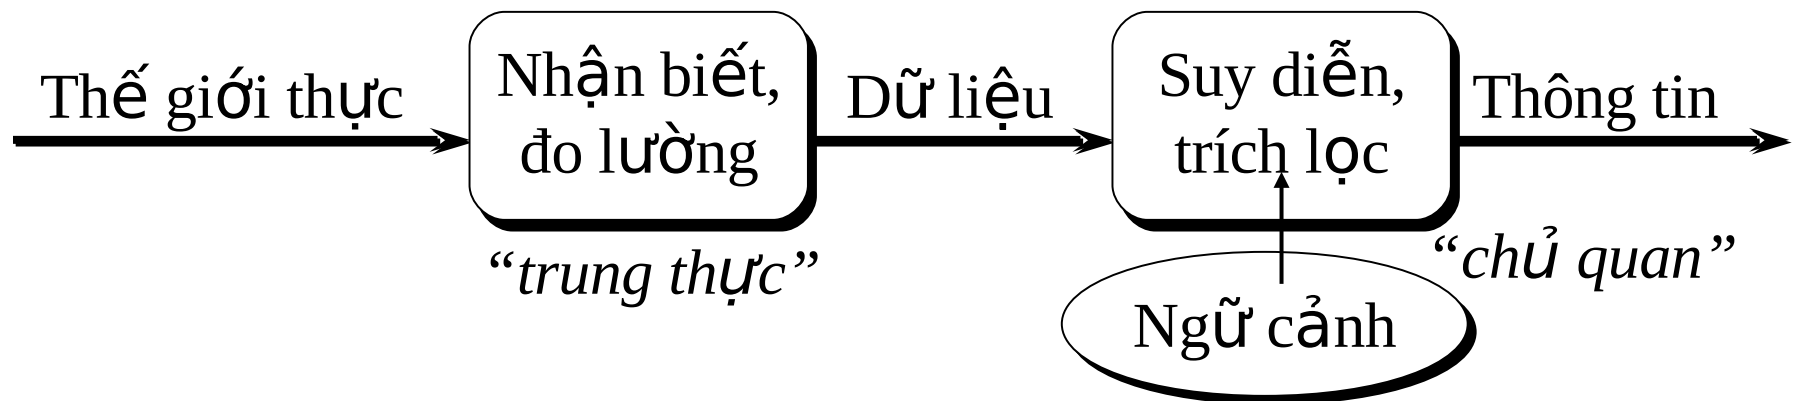 Thế giới thực
Nhận biết,
đo lường
Dữ liệu
Suy diễn,
trích lọc
Thông tin
“trung thực”
“chủ quan”
Ngữ cảnh